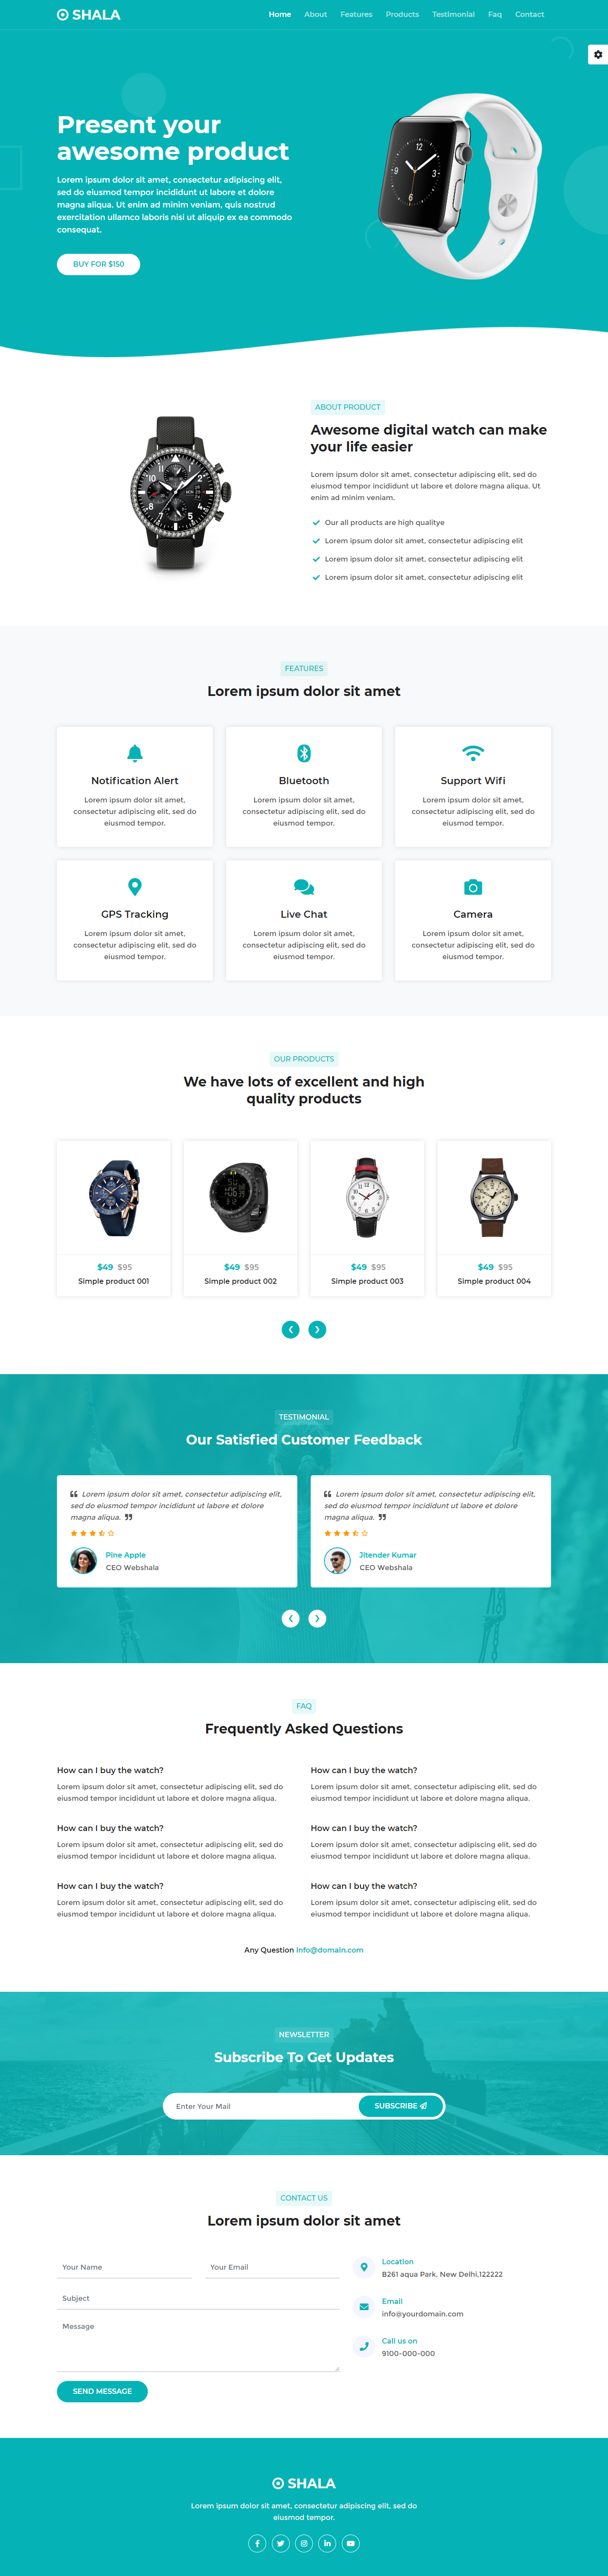 SHALA
Home About Features Products Testimonial Faq Contact
Present your
awesome product
Lorem ipsum dolor sit amet, consectetur adipiscing elit,
sed do eiusmod tempor incididunt ut labore et dolore
magna aliqua. Ut enim ad minim veniam, quis nostrud
exercitation ullamco laboris nisi ut aliquip ex ea commodo
consequat.
BUY FOR $150
ABOUT PRODUCT
Awesome digital watch can make
your life easier
Lorem ipsum dolor sit amet, consectetur adipiscing elit, sed do
eiusmod tempor incididunt ut labore et dolore magna aliqua. Ut
enim ad minim veniam.
Our all products are high qualitye
Lorem ipsum dolor sit amet, consectetur adipiscing elit
Lorem ipsum dolor sit amet, consectetur adipiscing elit
Lorem ipsum dolor sit amet, consectetur adipiscing elit
FEATURES
Lorem ipsum dolor sit amet
Notification Alert
Lorem ipsum dolor sit amet,
consectetur adipiscing elit, sed do
eiusmod tempor.
Bluetooth
Lorem ipsum dolor sit amet,
consectetur adipiscing elit, sed do
eiusmod tempor.
Support Wifi
Lorem ipsum dolor sit amet,
consectetur adipiscing elit, sed do
eiusmod tempor.
GPS Tracking
Lorem ipsum dolor sit amet,
consectetur adipiscing elit, sed do
eiusmod tempor.
Live Chat
Lorem ipsum dolor sit amet,
consectetur adipiscing elit, sed do
eiusmod tempor.
Camera
Lorem ipsum dolor sit amet,
consectetur adipiscing elit, sed do
eiusmod tempor.
OUR PRODUCTS
We have lots of excellent and high
quality products
$49 $95
Simple product 001
$49 $95
Simple product 002
$49 $95
Simple product 003
$49 $95
Simple product 004
TESTIMONIAL
Our Satisfied Customer Feedback
Lorem ipsum dolor sit amet, consectetur adipiscing elit,
sed do eiusmod tempor incididunt ut labore et dolore
magna aliqua.
Pine Apple
CEO Webshala
Lorem ipsum dolor sit amet, consectetur adipiscing elit,
sed do eiusmod tempor incididunt ut labore et dolore
magna aliqua.
Jitender Kumar
CEO Webshala
FAQ
Frequently Asked Questions
How can I buy the watch?
Lorem ipsum dolor sit amet, consectetur adipiscing elit, sed do
eiusmod tempor incididunt ut labore et dolore magna aliqua.
How can I buy the watch?
Lorem ipsum dolor sit amet, consectetur adipiscing elit, sed do
eiusmod tempor incididunt ut labore et dolore magna aliqua.
How can I buy the watch?
Lorem ipsum dolor sit amet, consectetur adipiscing elit, sed do
eiusmod tempor incididunt ut labore et dolore magna aliqua.
How can I buy the watch?
Lorem ipsum dolor sit amet, consectetur adipiscing elit, sed do
eiusmod tempor incididunt ut labore et dolore magna aliqua.
How can I buy the watch?
Lorem ipsum dolor sit amet, consectetur adipiscing elit, sed do
eiusmod tempor incididunt ut labore et dolore magna aliqua.
How can I buy the watch?
Lorem ipsum dolor sit amet, consectetur adipiscing elit, sed do
eiusmod tempor incididunt ut labore et dolore magna aliqua.
Any Question info@domain.com
NEWSLETTER
Subscribe To Get Updates
Enter Your Mail
SUBSCRIBE
CONTACT US
Lorem ipsum dolor sit amet
Your Name
Your Email
Subject
Message
SEND MESSAGE
Location
B261 aqua Park, New Delhi,122222
Email
info@yourdomain.com
Call us on
9100-000-000
SHALA
Lorem ipsum dolor sit amet, consectetur adipiscing elit, sed do
eiusmod tempor.